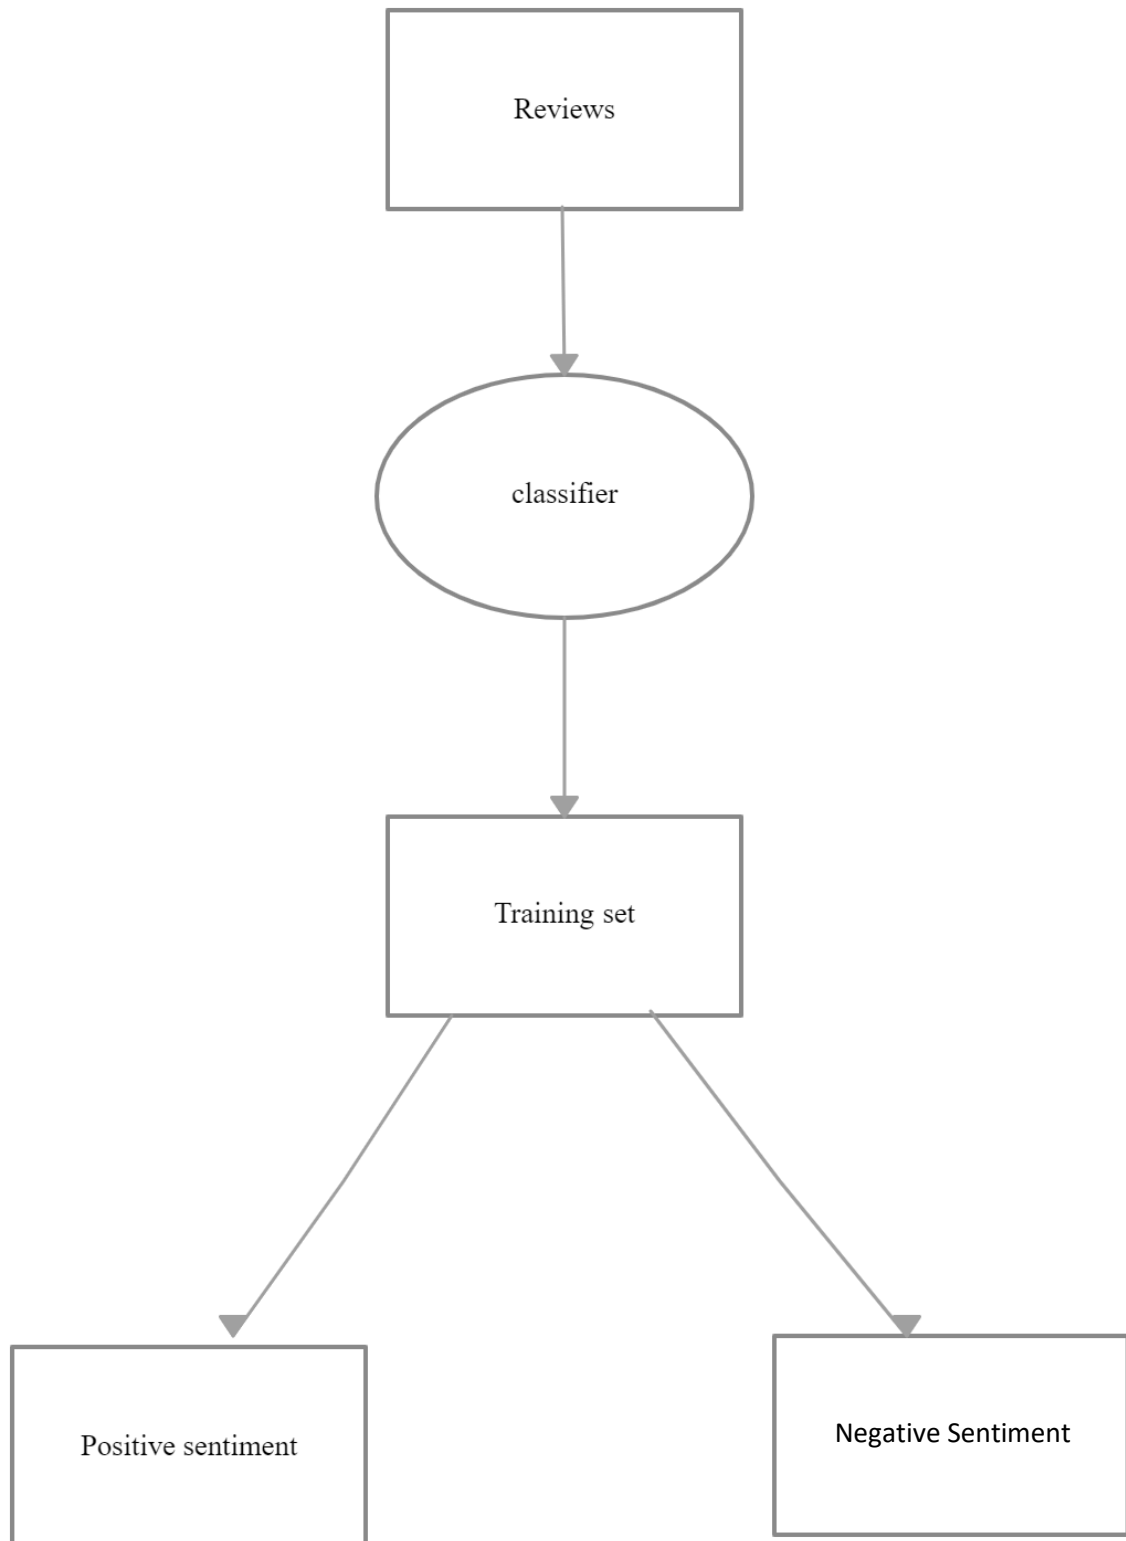 Reviews
classifier
Training set
Positive sentiment
Negative Sentiment